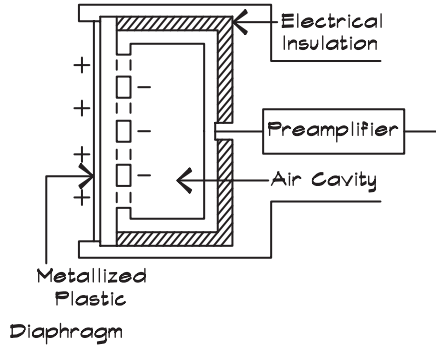 Electrical
Insulation
Preamplifier
Air Cavity
Metallized
Plastic
Diaphragm